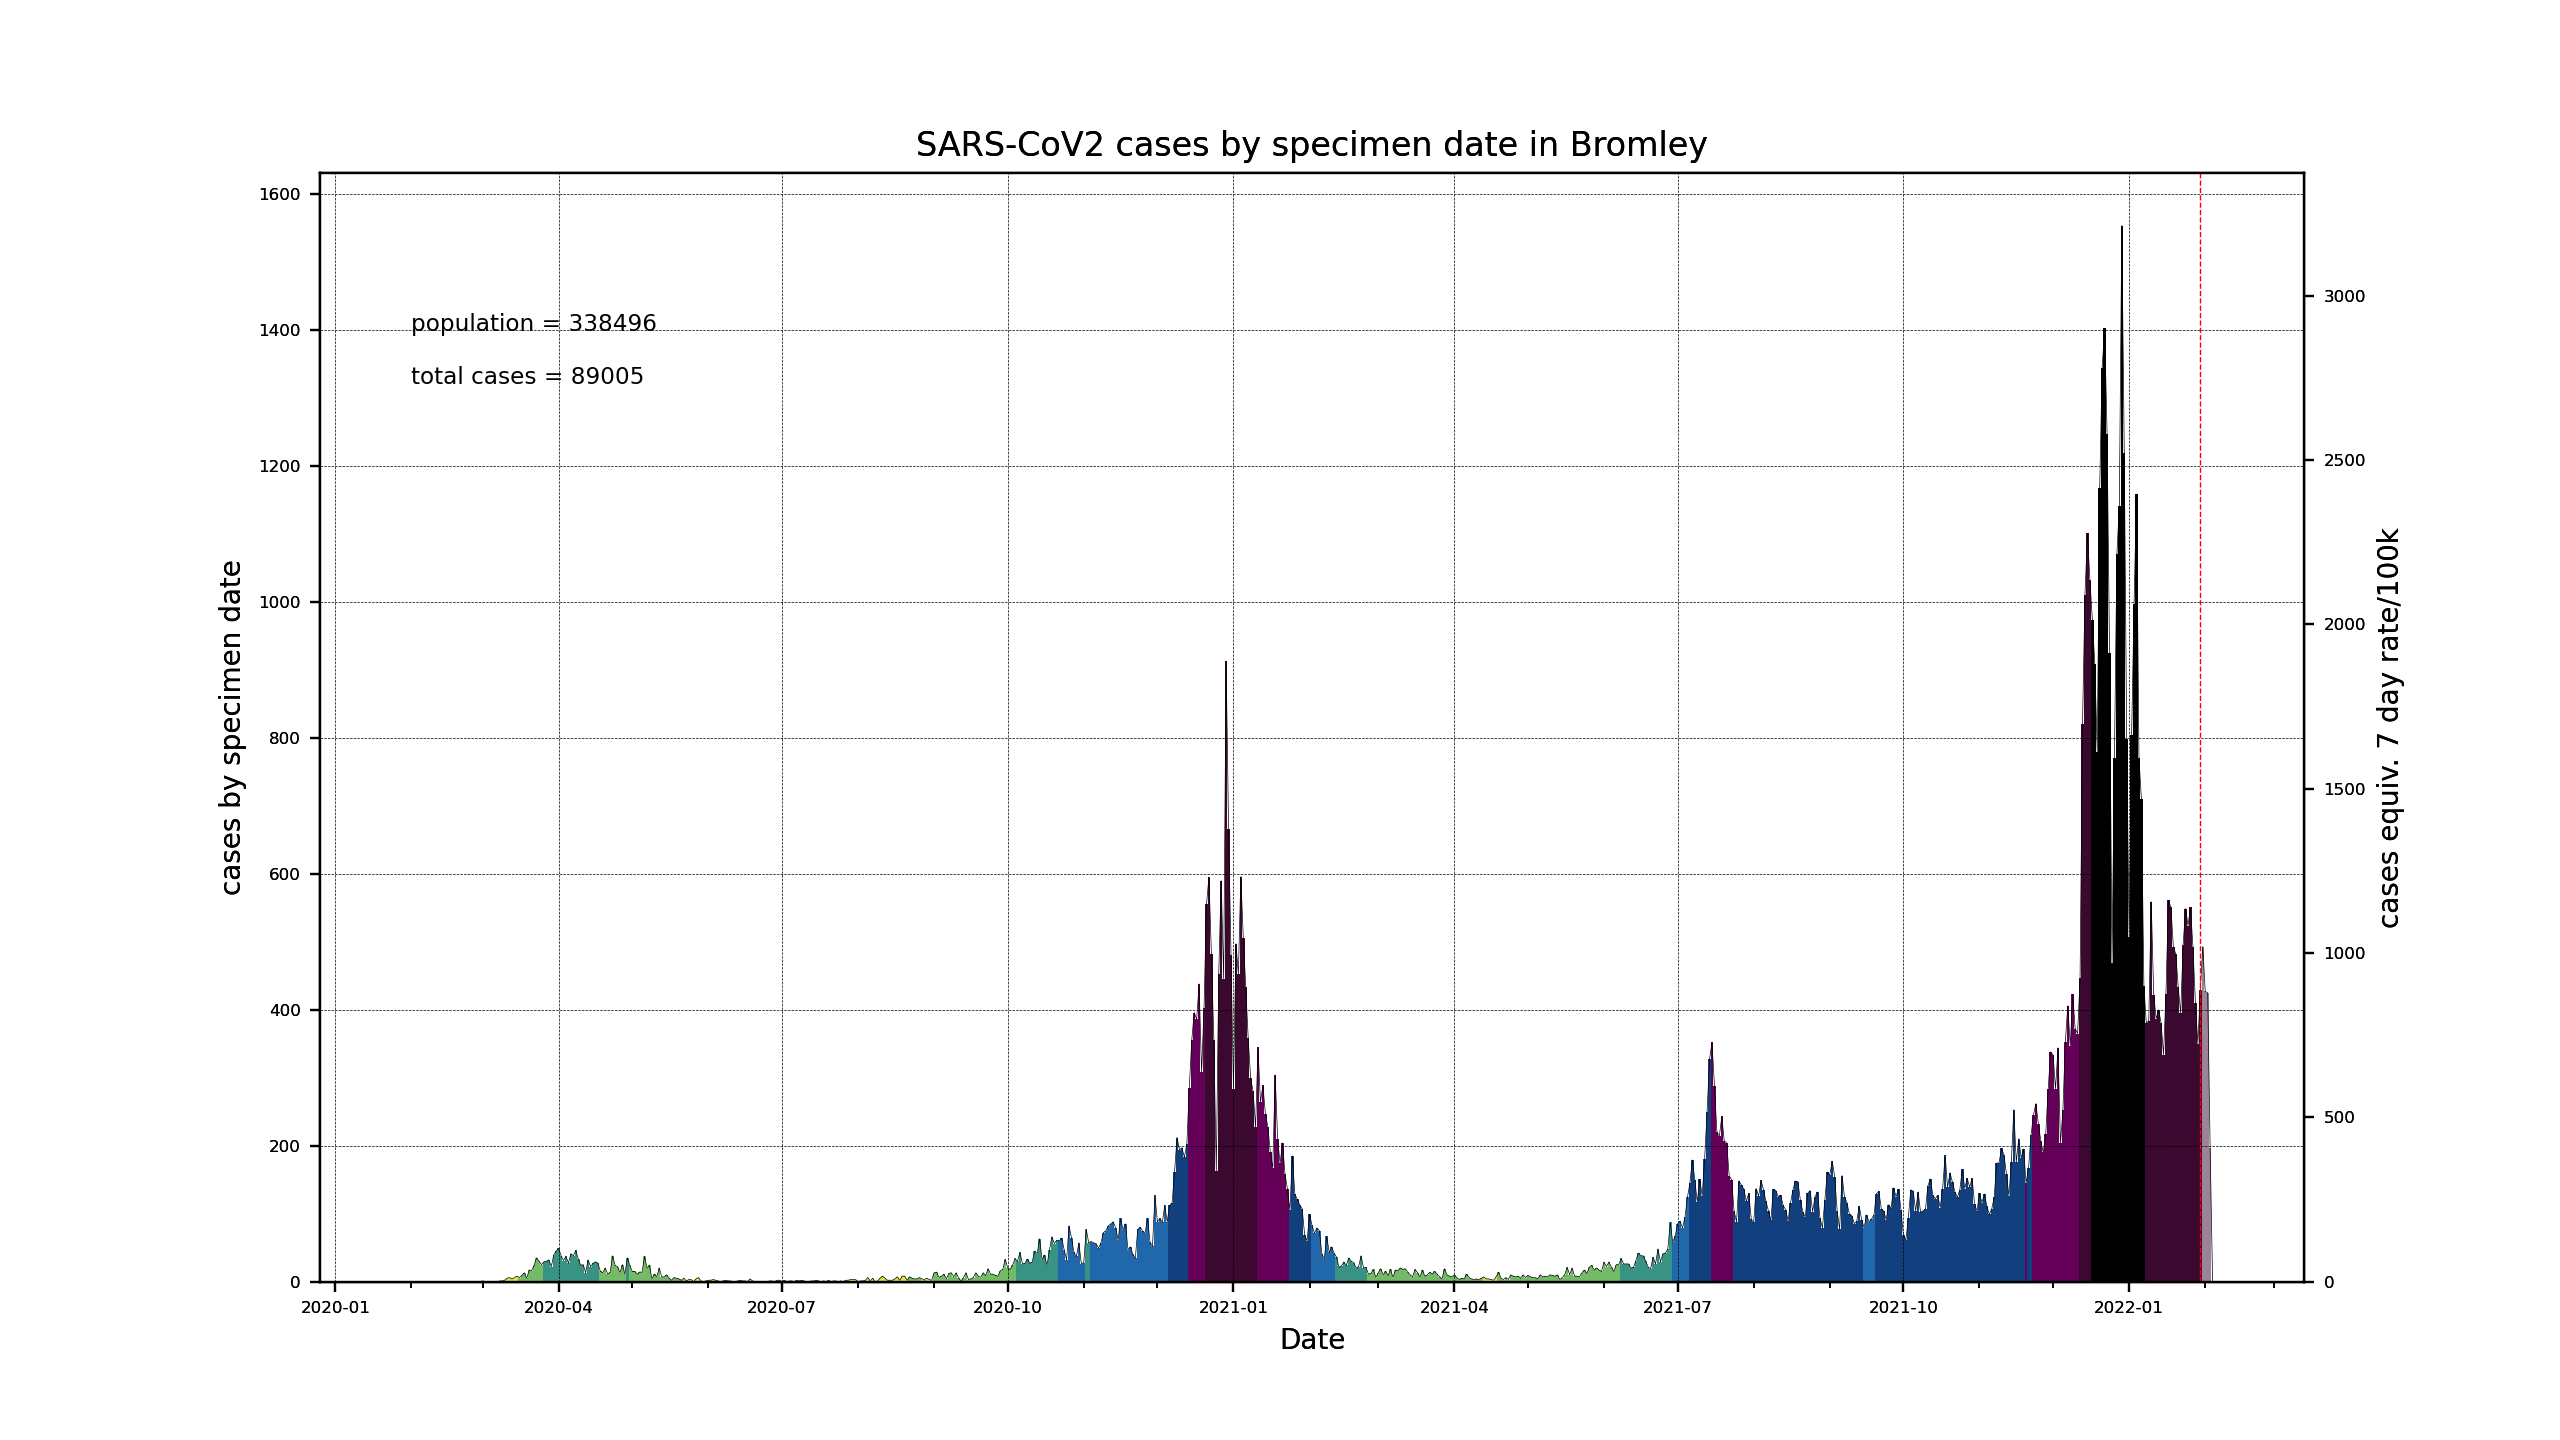 SARS-CoV2 cases by specimen date in Bromley
population = 338496
total cases = 89005
cases by specimen date
1600
1400
1200
1000
800
600
400
200
0
3000
2500
2000
1500
1000
500
0
cases equiv. 7 day rate/100k
2020-01 2020-04 2020-07 2020-10 2021-01 2021-04 2021-07 2021-10 2022-01
Date